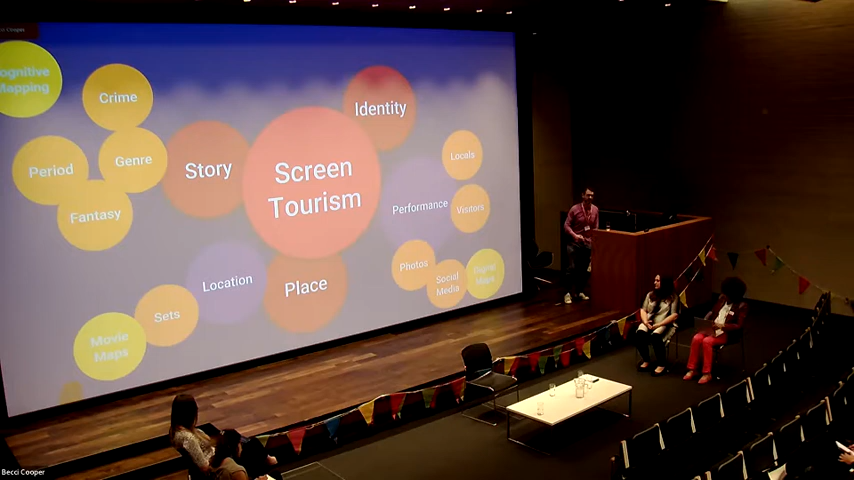 Cognitive
Mapping
Crime
Identity
Period
Genre
Story
Screen
Tourism
Locals
Fantasy
Performance
Visitors
Location
Place
Photos
Social
Media
Digital
Maps
Sets
Movie
Maps
Becci Cooper